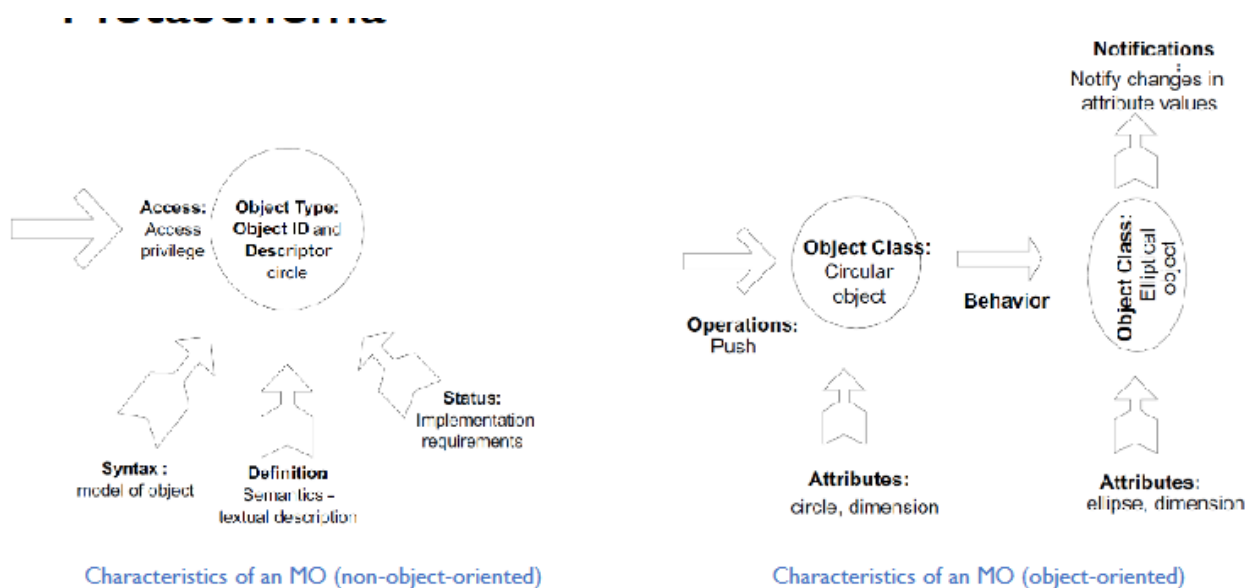 Access:
Access
privilege
Object Type:
Object ID and
Descriptor
circle
Syntax :
model of object
Definition
Semantics –
textual description
Status:
Implementation
requirements
Characteristics of an MO (non-object-oriented)
Notifications
:
Notify changes in
attribute values
Operations:
Push
Object Class:
Circular
object
Behavior
Object Class:
Elliptical
object
Attributes:
circle, dimension
Attributes:
ellipse, dimension
Characteristics of an MO (object-oriented)